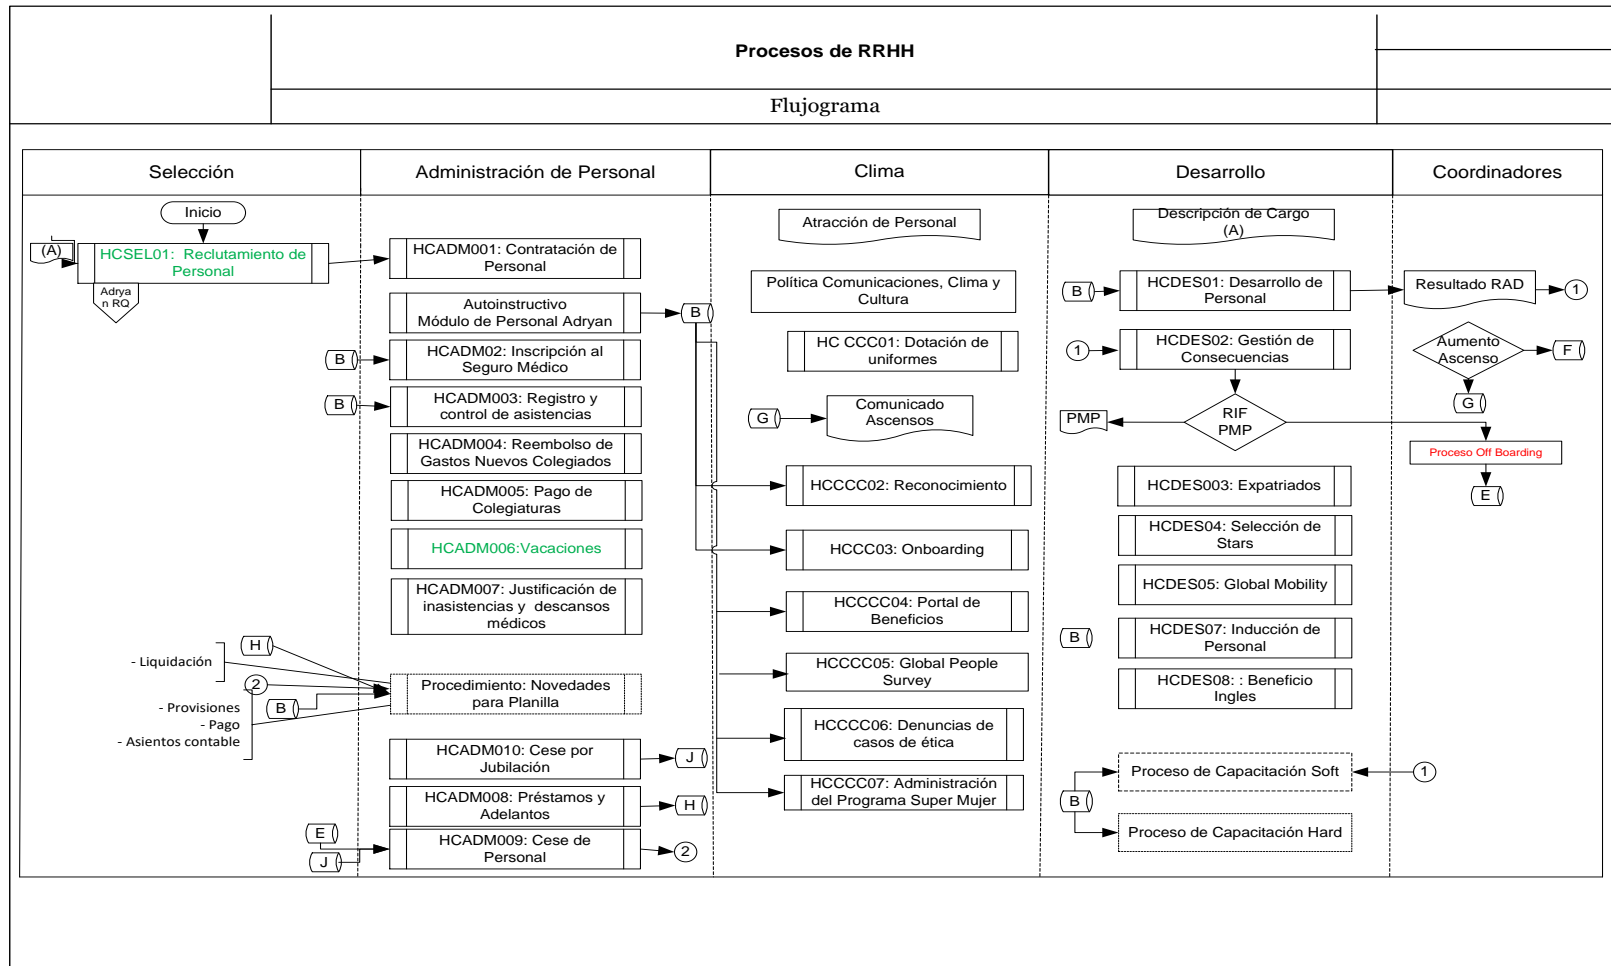 Procesos de RRHH
Flujograma
Selección
Administración de Personal
Clima
Desarrollo
Coordinadores
Inicio
(A)
HCSEL01:  Reclutamiento de
Personal
Adrya
n RQ
- Liquidación
H
2
- Provisiones
B
- Pago
- Asientos contable
HCADM001: Contratación de
Personal
Autoinstructivo
Módulo de Personal Adryan
B
B
HCADM02: Inscripción al
Seguro Médico
B
HCADM003: Registro y
control de asistencias
HCADM004: Reembolso de
Gastos Nuevos Colegiados
HCADM005: Pago de
Colegiaturas
HCADM006:Vacaciones
HCADM007: Justificación de
inasistencias y  descansos
médicos
Procedimiento: Novedades
para Planilla
HCADM010: Cese por
Jubilación
J
HCADM008: Préstamos y
Adelantos
H
E
J
HCADM009: Cese de
Personal
2
Atracción de Personal
Política Comunicaciones, Clima y
Cultura
HC CCC01: Dotación de
uniformes
G
Comunicado
Ascensos
HCCCC02: Reconocimiento
HCCC03: Onboarding
HCCCC04: Portal de
Beneficios
HCCCC05: Global People
Survey
HCCCC06: Denuncias de
casos de ética
HCCCC07: Administración
del Programa Super Mujer
Descripción de Cargo
(A)
B
HCDES01: Desarrollo de
Personal
1
HCDES02: Gestión de
Consecuencias
PMP
RIF
PMP
HCDES003: Expatriados
HCDES04: Selección de
Stars
HCDES05: Global Mobility
B
HCDES07: Inducción de
Personal
HCDES08: : Beneficio
Ingles
Proceso de Capacitación Soft
1
B
Proceso de Capacitación Hard
Resultado RAD
1
Aumento
Ascenso
F
G
Proceso Off Boarding
E